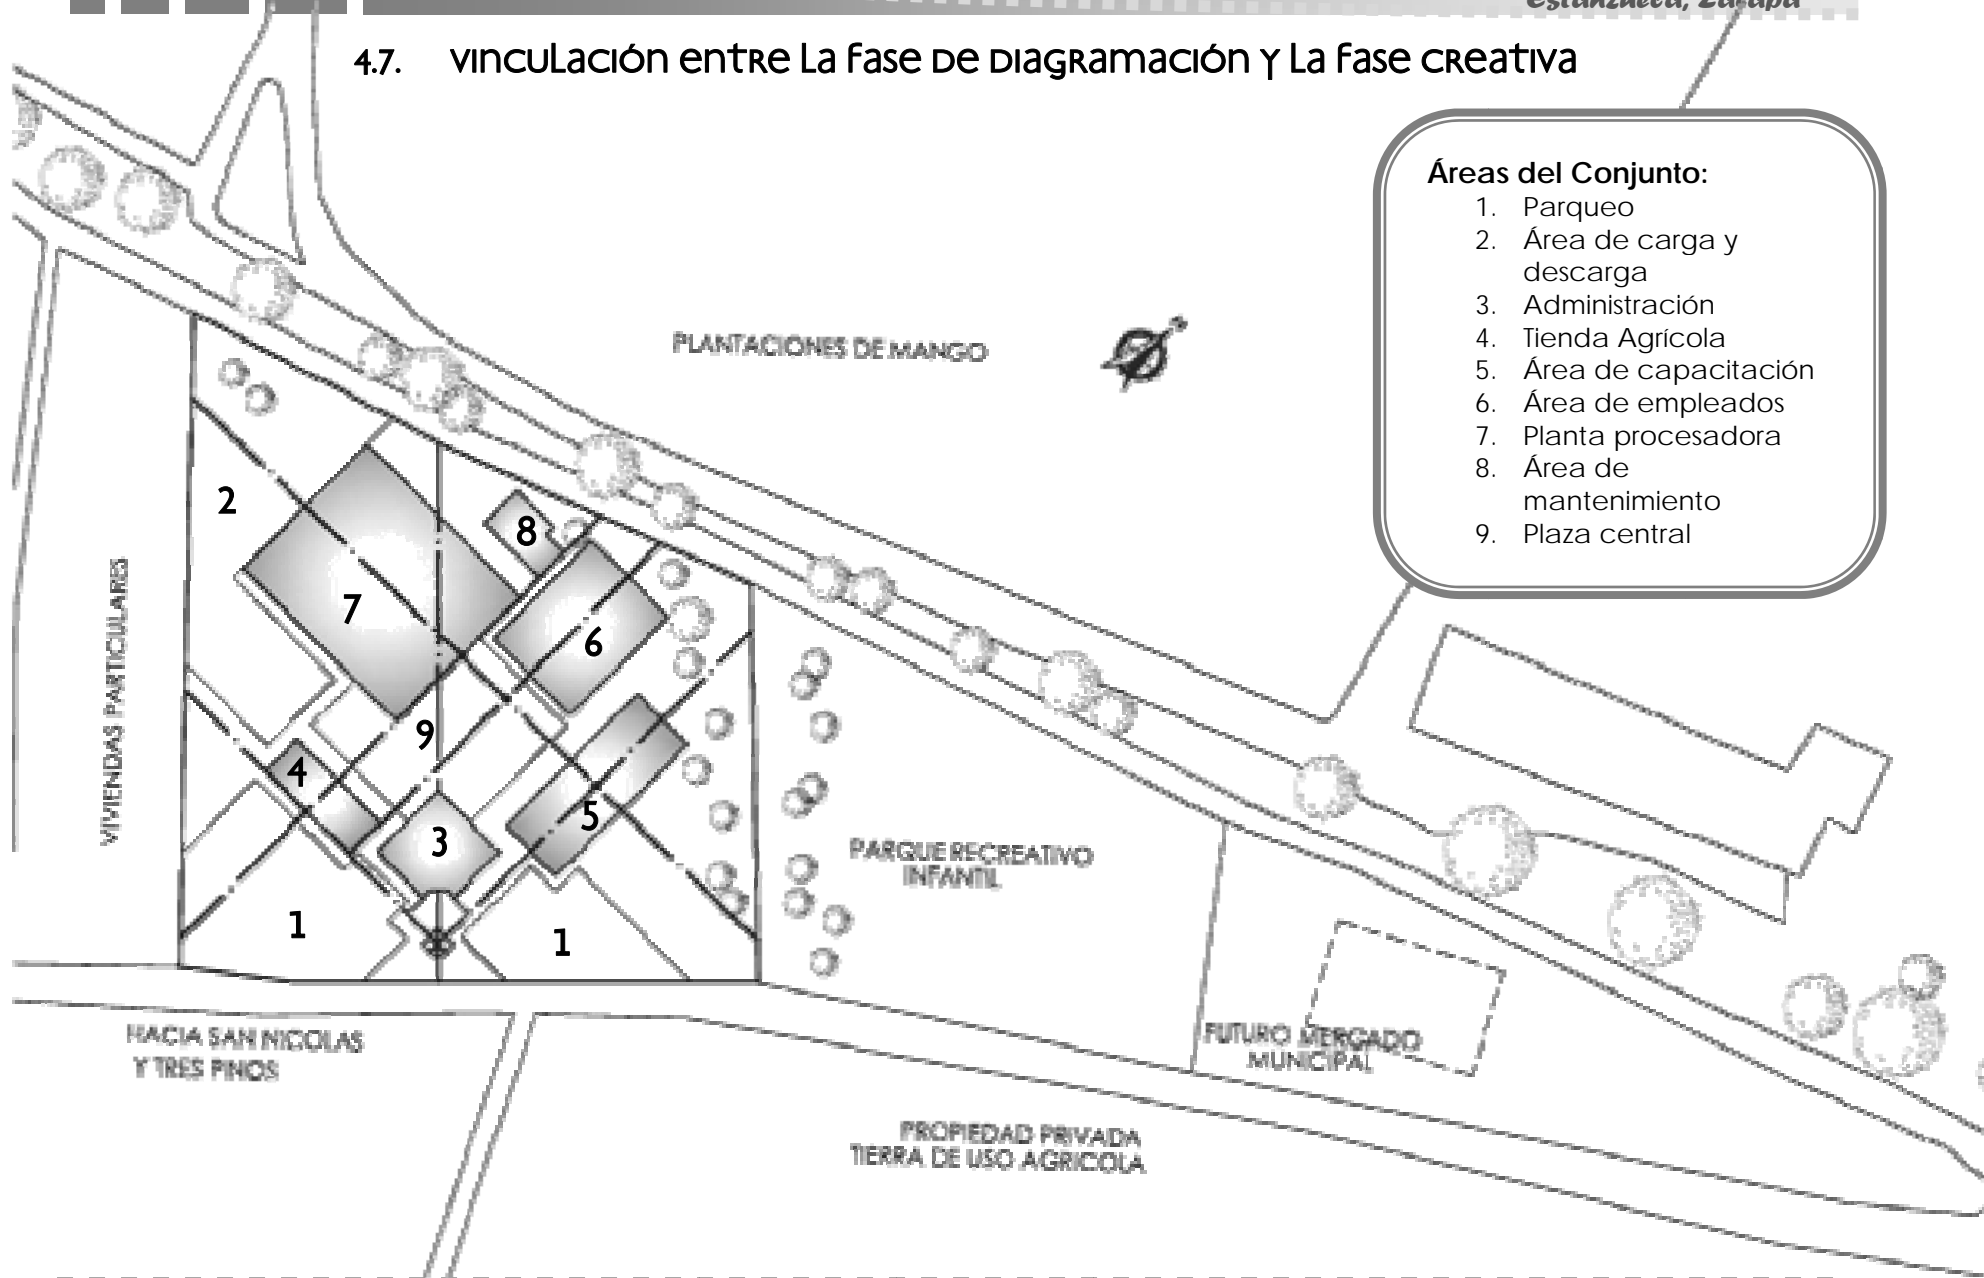 Estanzuela, Zacapa
4.7. Vinculación entre la fase de diagramación y la fase creativa
Áreas del Conjunto:
1. Parqueo
2. Área de carga y
descarga
3. Administración
4. Tienda Agrícola
5. Área de capacitación
6. Área de empleados
7. Planta procesadora
8. Área de
mantenimiento
9. Plaza central
PLANTACIONES DE MANGO
2
8
7
6
VIVIENDAS PARTICULARES
9
4
5
3
1
1
PARQUE RECREATIVO
INFANTIL
HACIA SAN NICOLAS
Y TRES PINOS
FUTURO MERCADO
MUNICIPAL
PROPIEDAD PRIVADA
TIERRA DE USO AGRICOLA